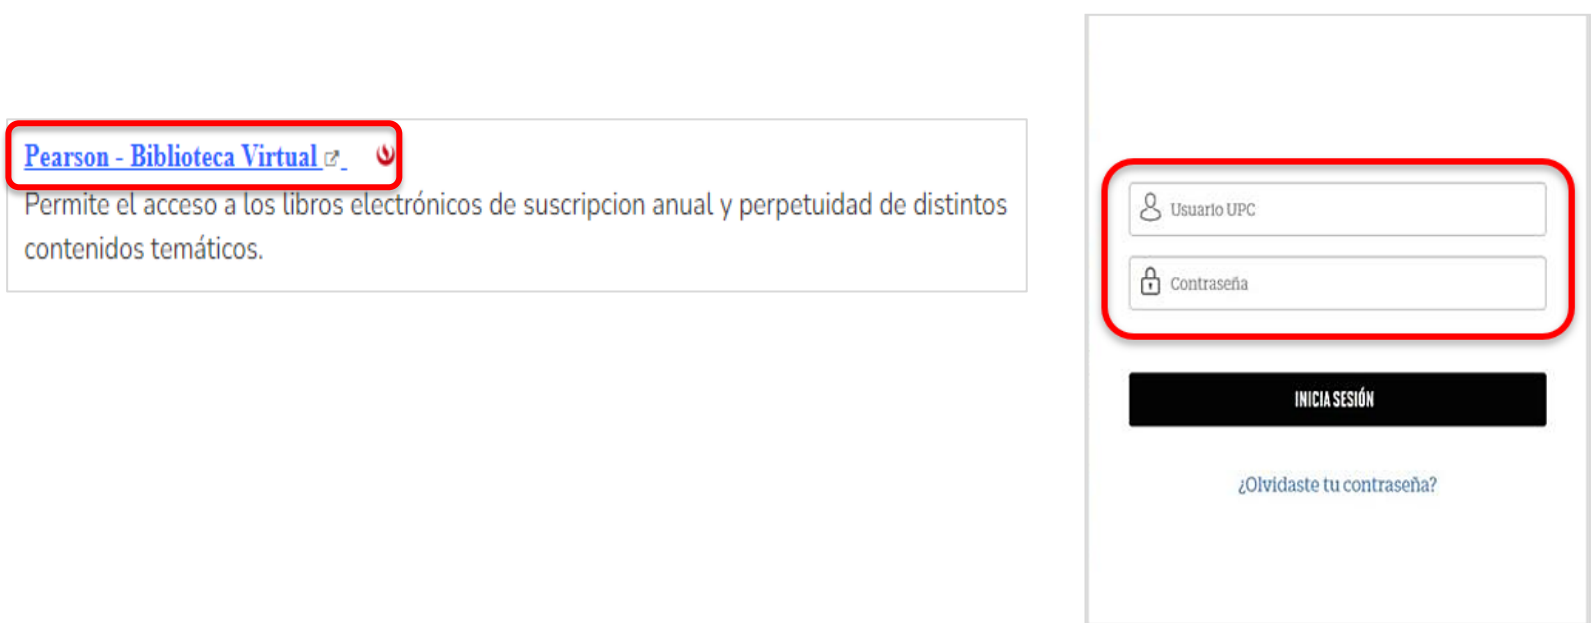 Pearson - Biblioteca Virtual
Permite el acceso a los libros electrónicos de suscripcion anual y perpetuidad de distintos
contenidos temáticos.
Usuario UPC
Contraseña
INICIA SESIÓN
¿Olvidaste tu contraseña?